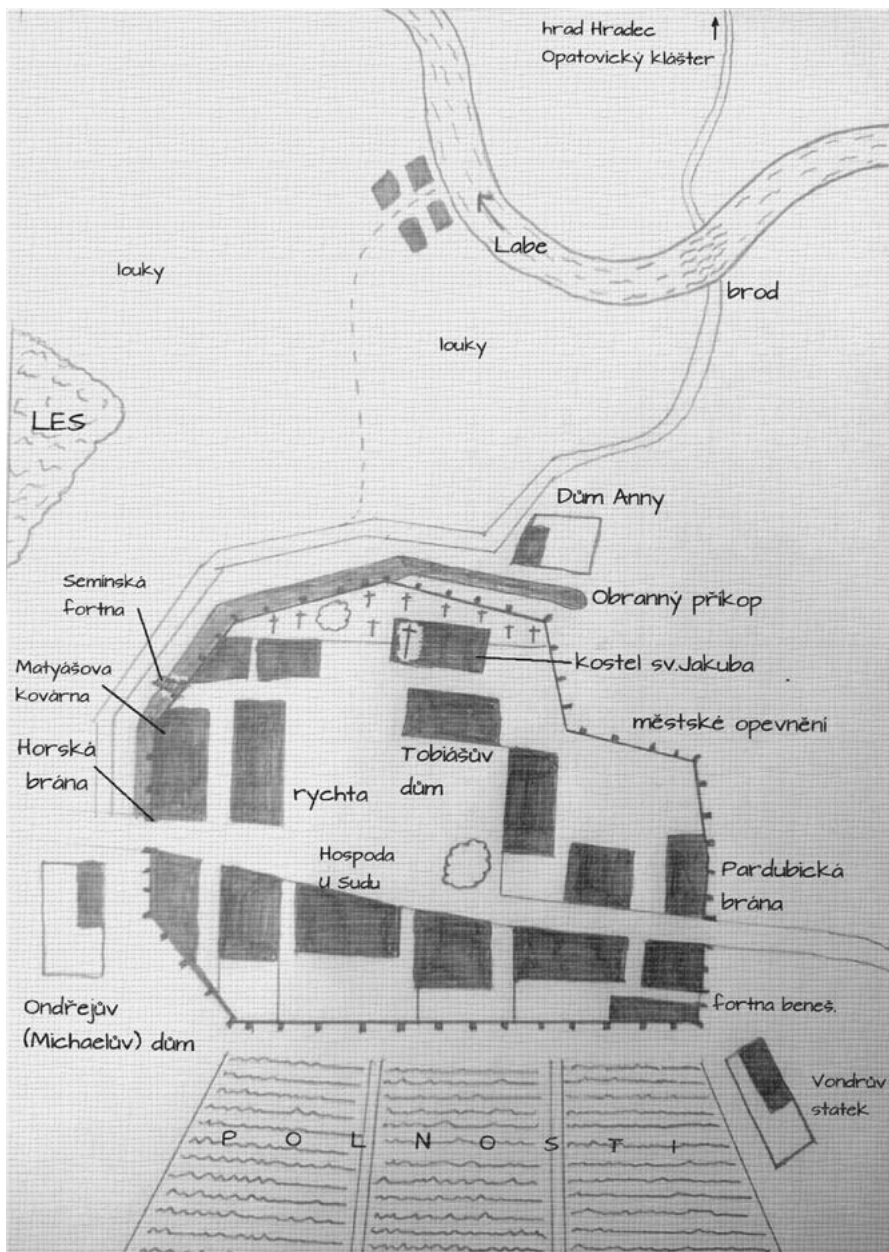 hrad Hradec
Opatovický klášter
Labe
brod
louky
louky
LES
Dům Anny
Semínská
fortna
Obranný příkop
Matyášova
kovárna
kostel sv.Jakuba
městské opevnění
Horská
brána
Tobiášův
dům
rychta
Hospoda
U Sudu
Pardubická
brána
fortna beneš.
Ondřejův
(Michaelův) dům
Vondrův
statek
P O L N O S T I